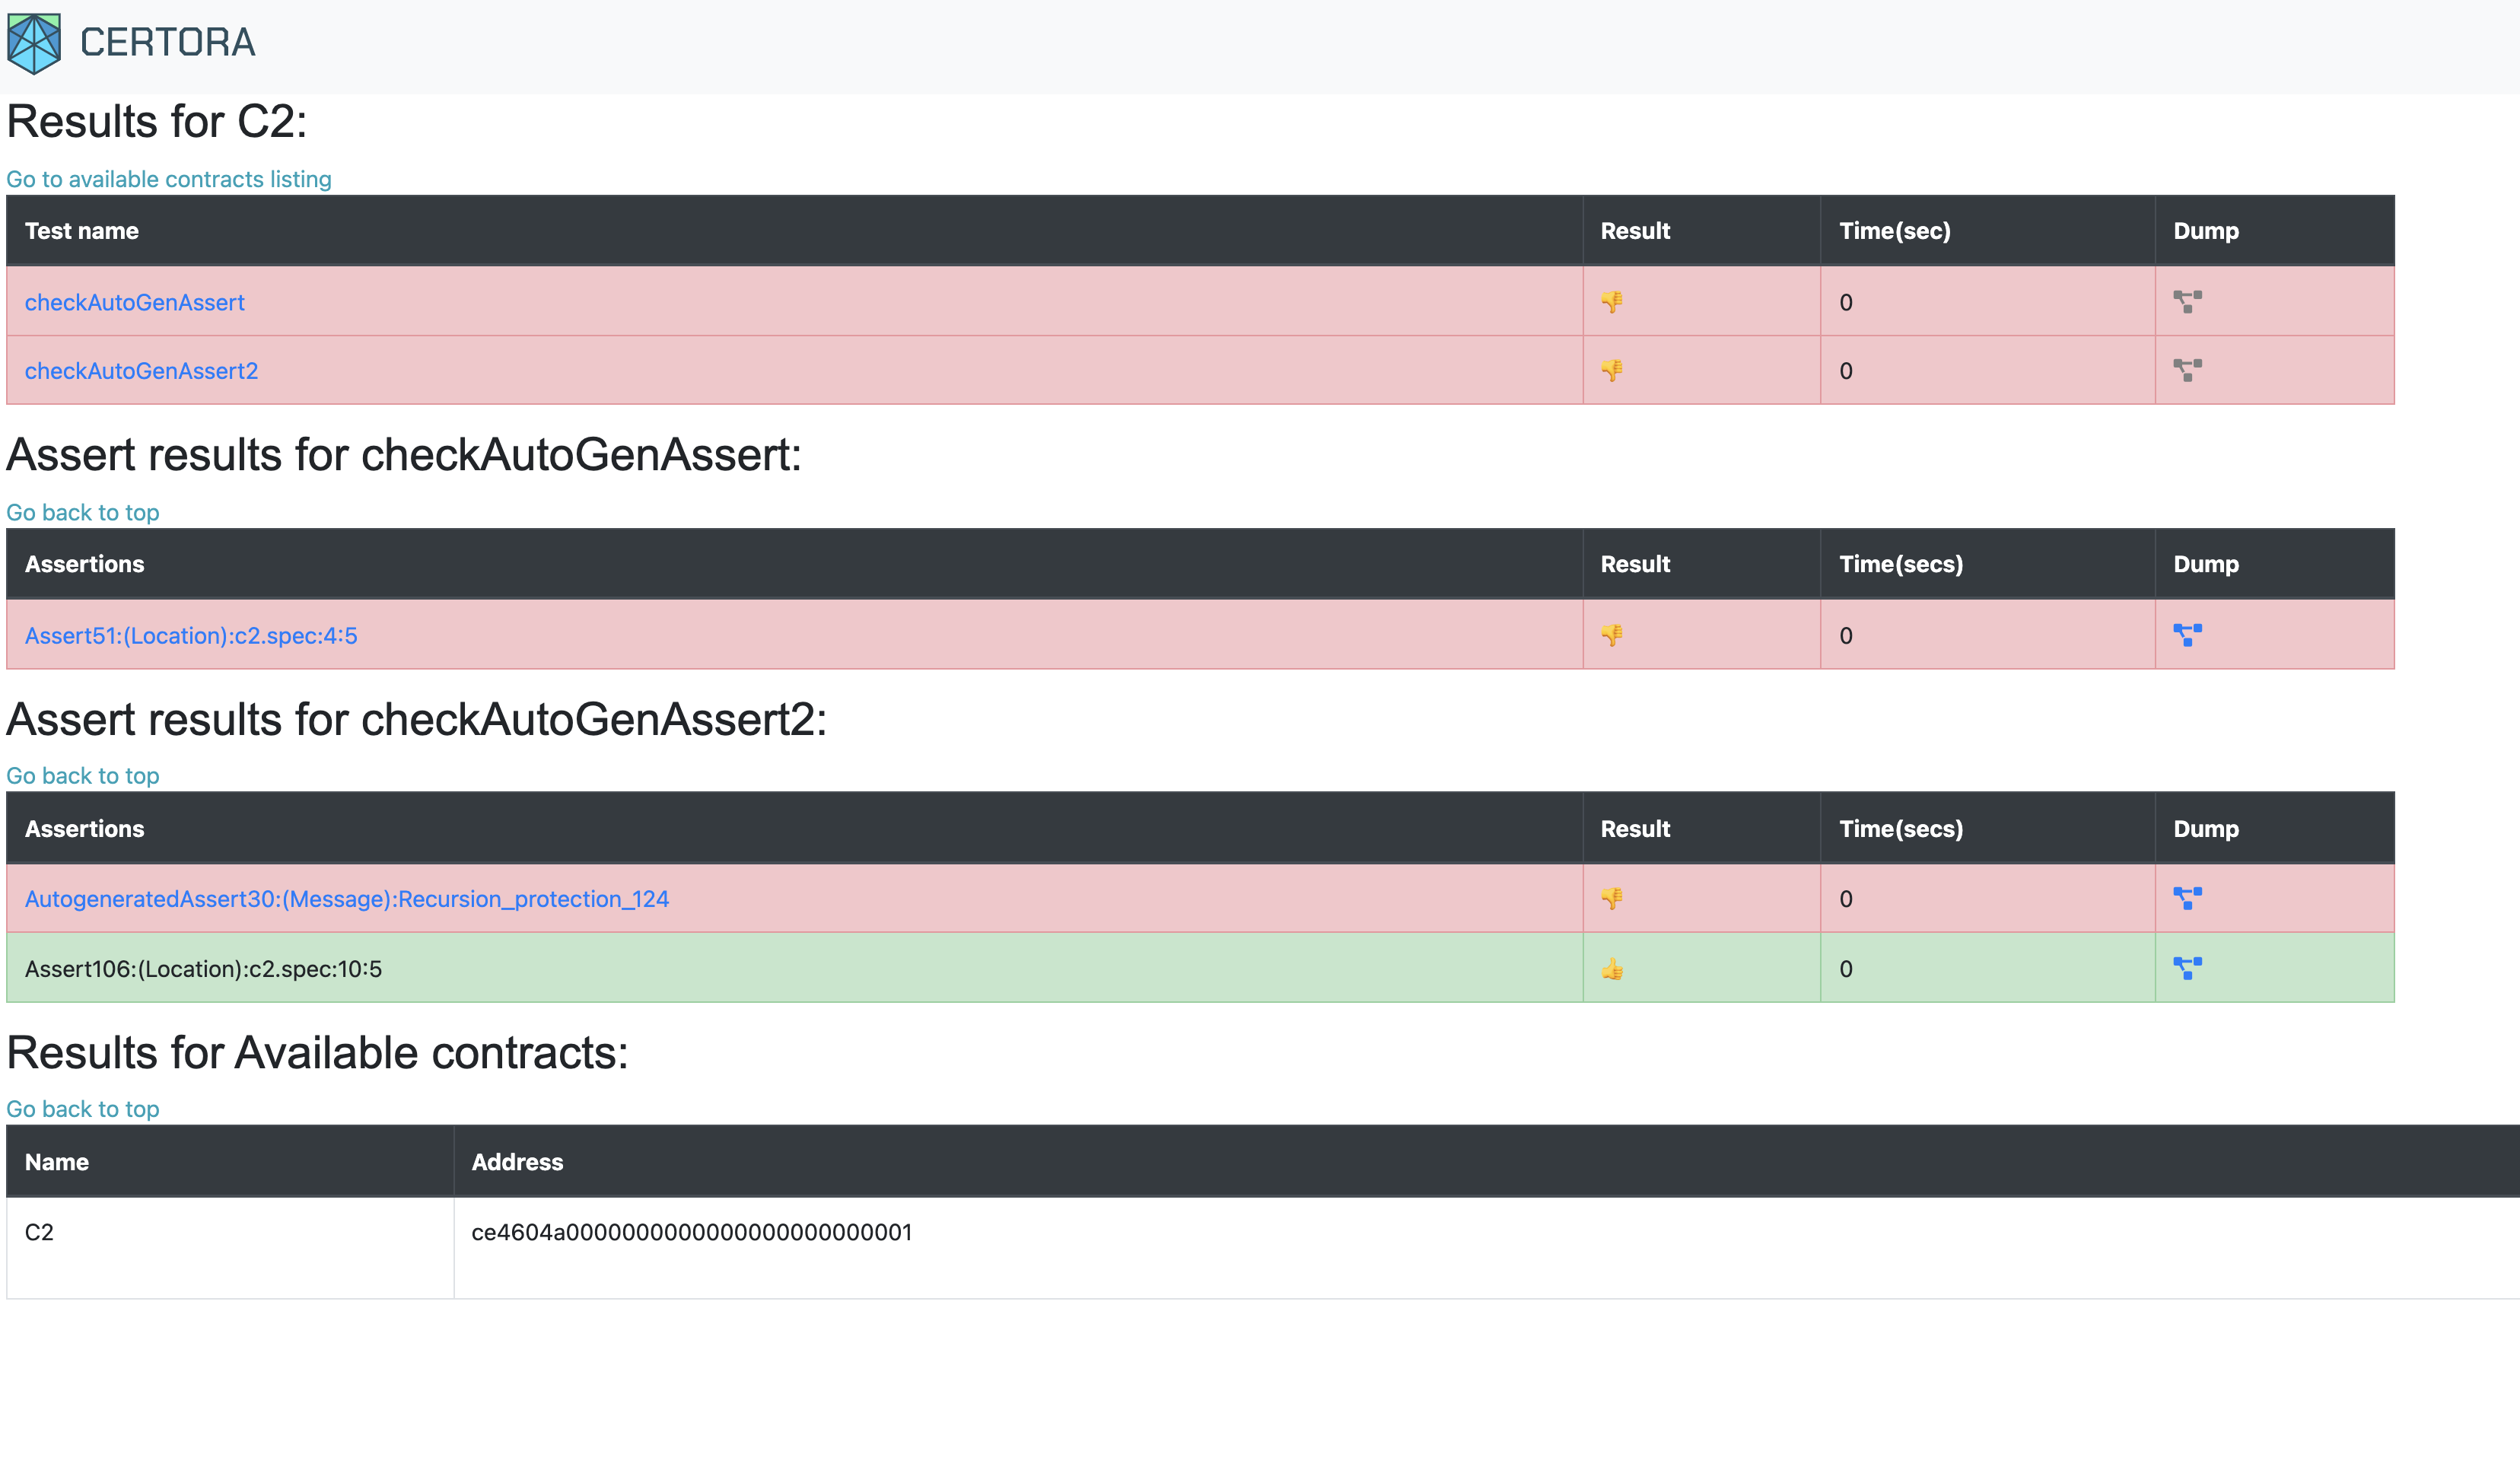 CERTORA
Results for C2:
Go to available contracts listing
Test name Result Time(sec) Dump
checkAutoGenAssert 0
checkAutoGenAssert2 0
Assert results for checkAutoGenAssert:
Go back to top
Assertions Result Time(secs) Dump
Assert51:(Location):c2.spec:4:5 0
Assert results for checkAutoGenAssert2:
Go back to top
Assertions Result Time(secs) Dump
AutogeneratedAssert30:(Message):Recursion_protection_124 0
Assert106:(Location):c2.spec:10:5 0
Results for Available contracts:
Go back to top
Name Address
C2 ce4604a0000000000000000000000001